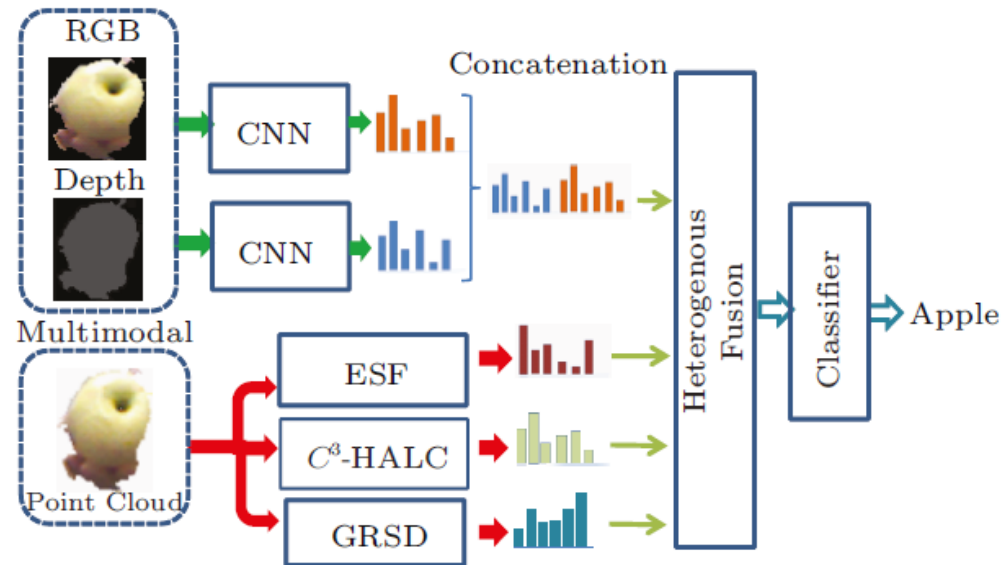 RGB
Depth
Multimodal
Point Cloud
CNN
CNN
Concatenation
ESF
C³-HALC
GRSD
Heterogenous
Fusion
Classifier
Apple